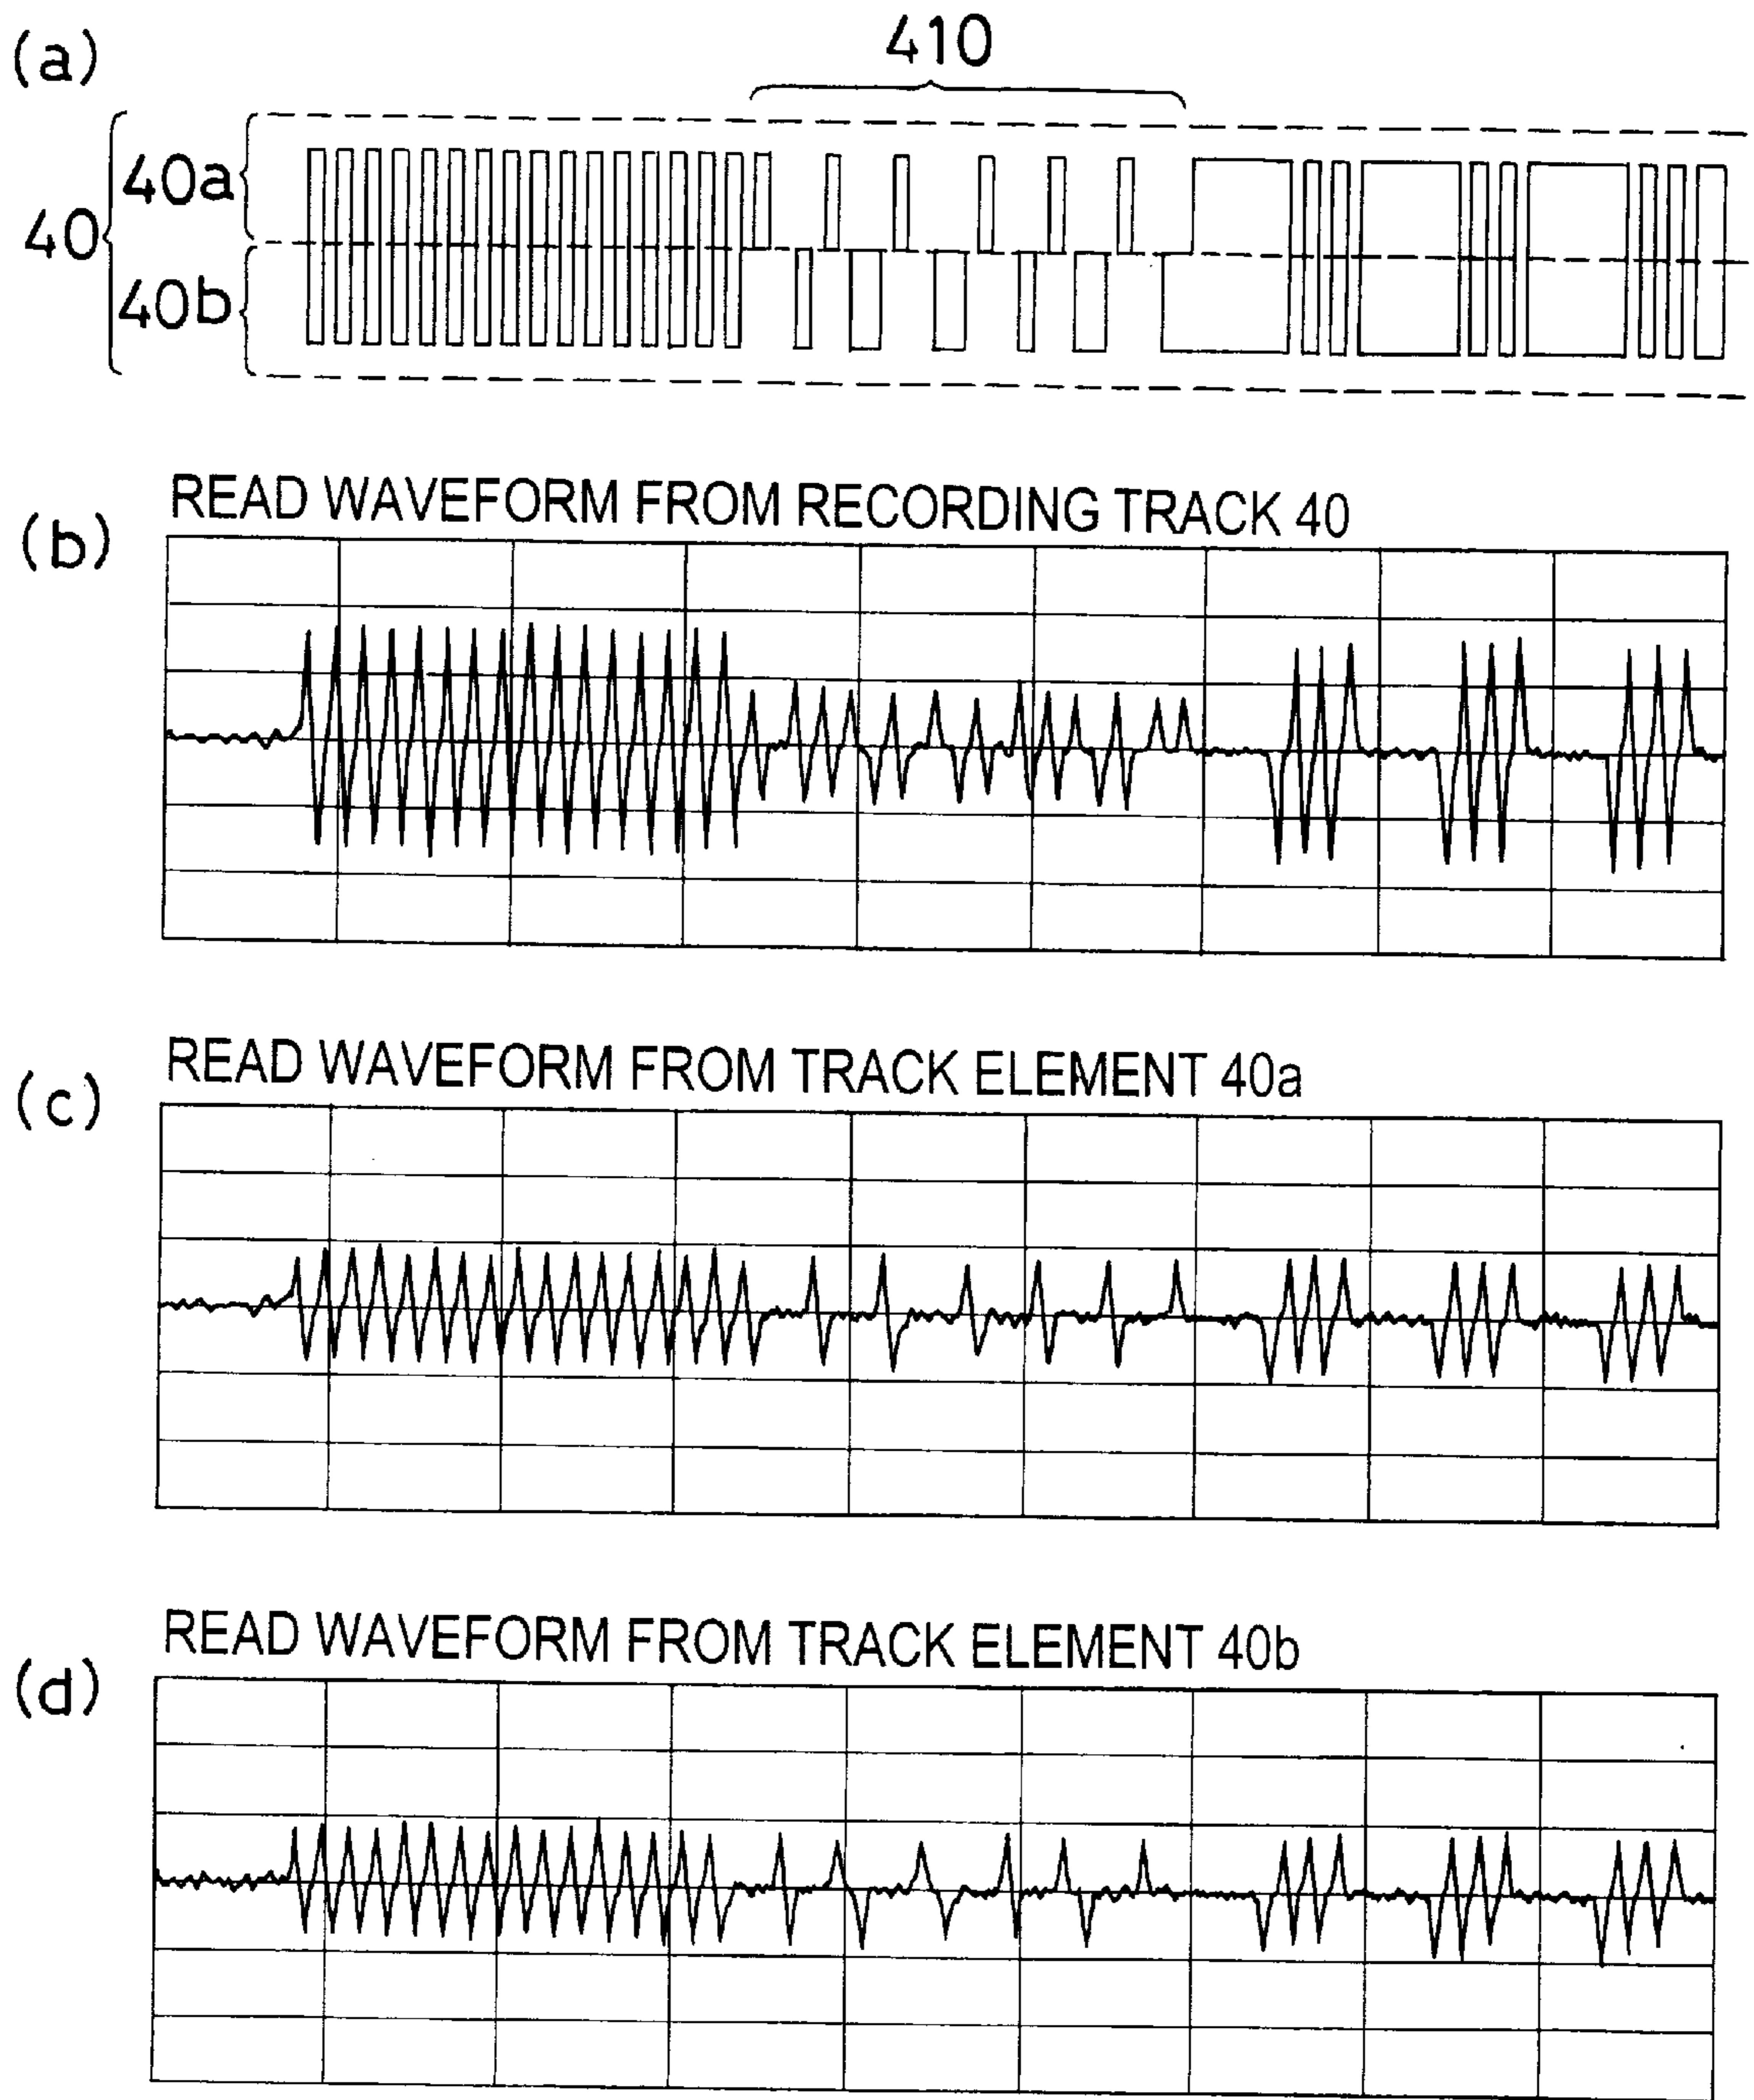 (a)
410
40
40a
40b
READ WAVEFORM FROM RECORDING TRACK 40
(b)
READ WAVEFORM FROM TRACK ELEMENT 40a
(c)
READ WAVEFORM FROM TRACK ELEMENT 40b
(d)